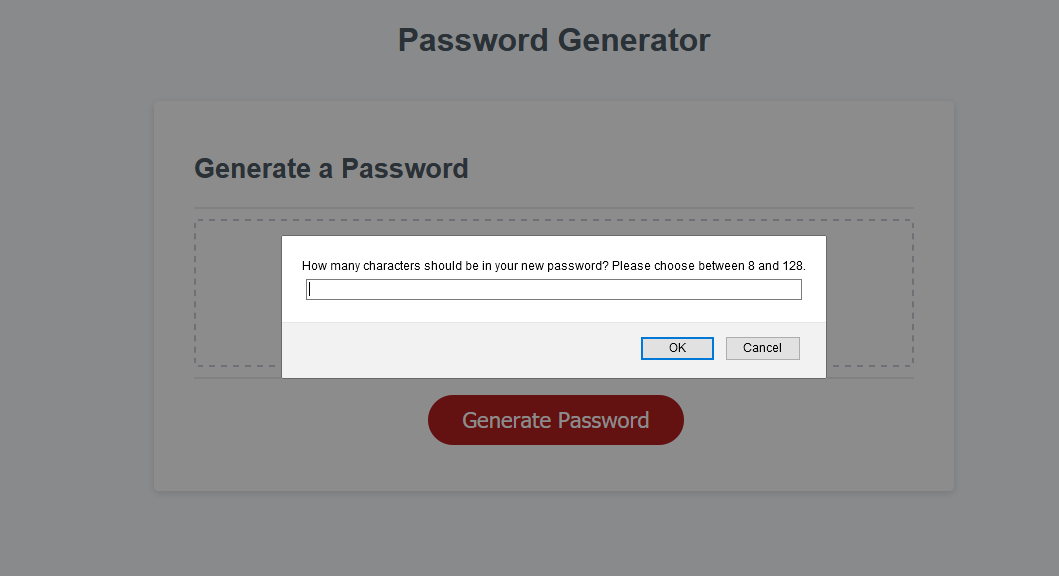 Password Generator
Generate a Password
How many characters should be in your new password? Please choose between 8 and 128.
OK
Cancel
Generate Password